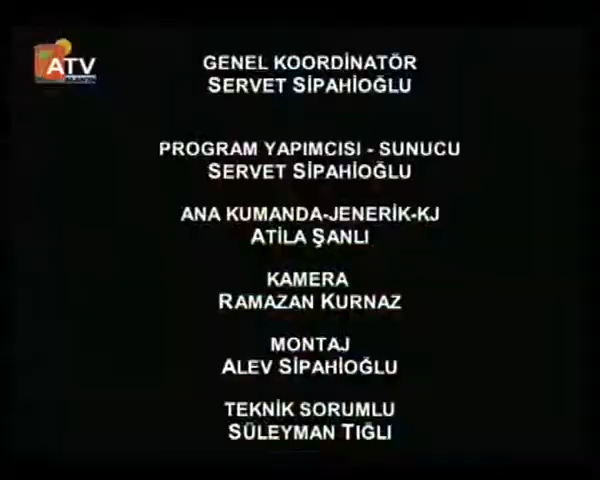 ATV
GENEL KOORDİNATÖR
SERVET SİPAHİOĞLU
PROGRAM YAPIMCISI - SUNUCU
SERVET SİPAHİOĞLU
ANA KUMANDA-JENERİK-KJ
ATİLA ŞANLI
KAMERA
RAMAZAN KURNAZ
MONTAJ
ALEV SİPAHİOĞLU
TEKNİK SORUMLU
SÜLEYMAN TIĞLI